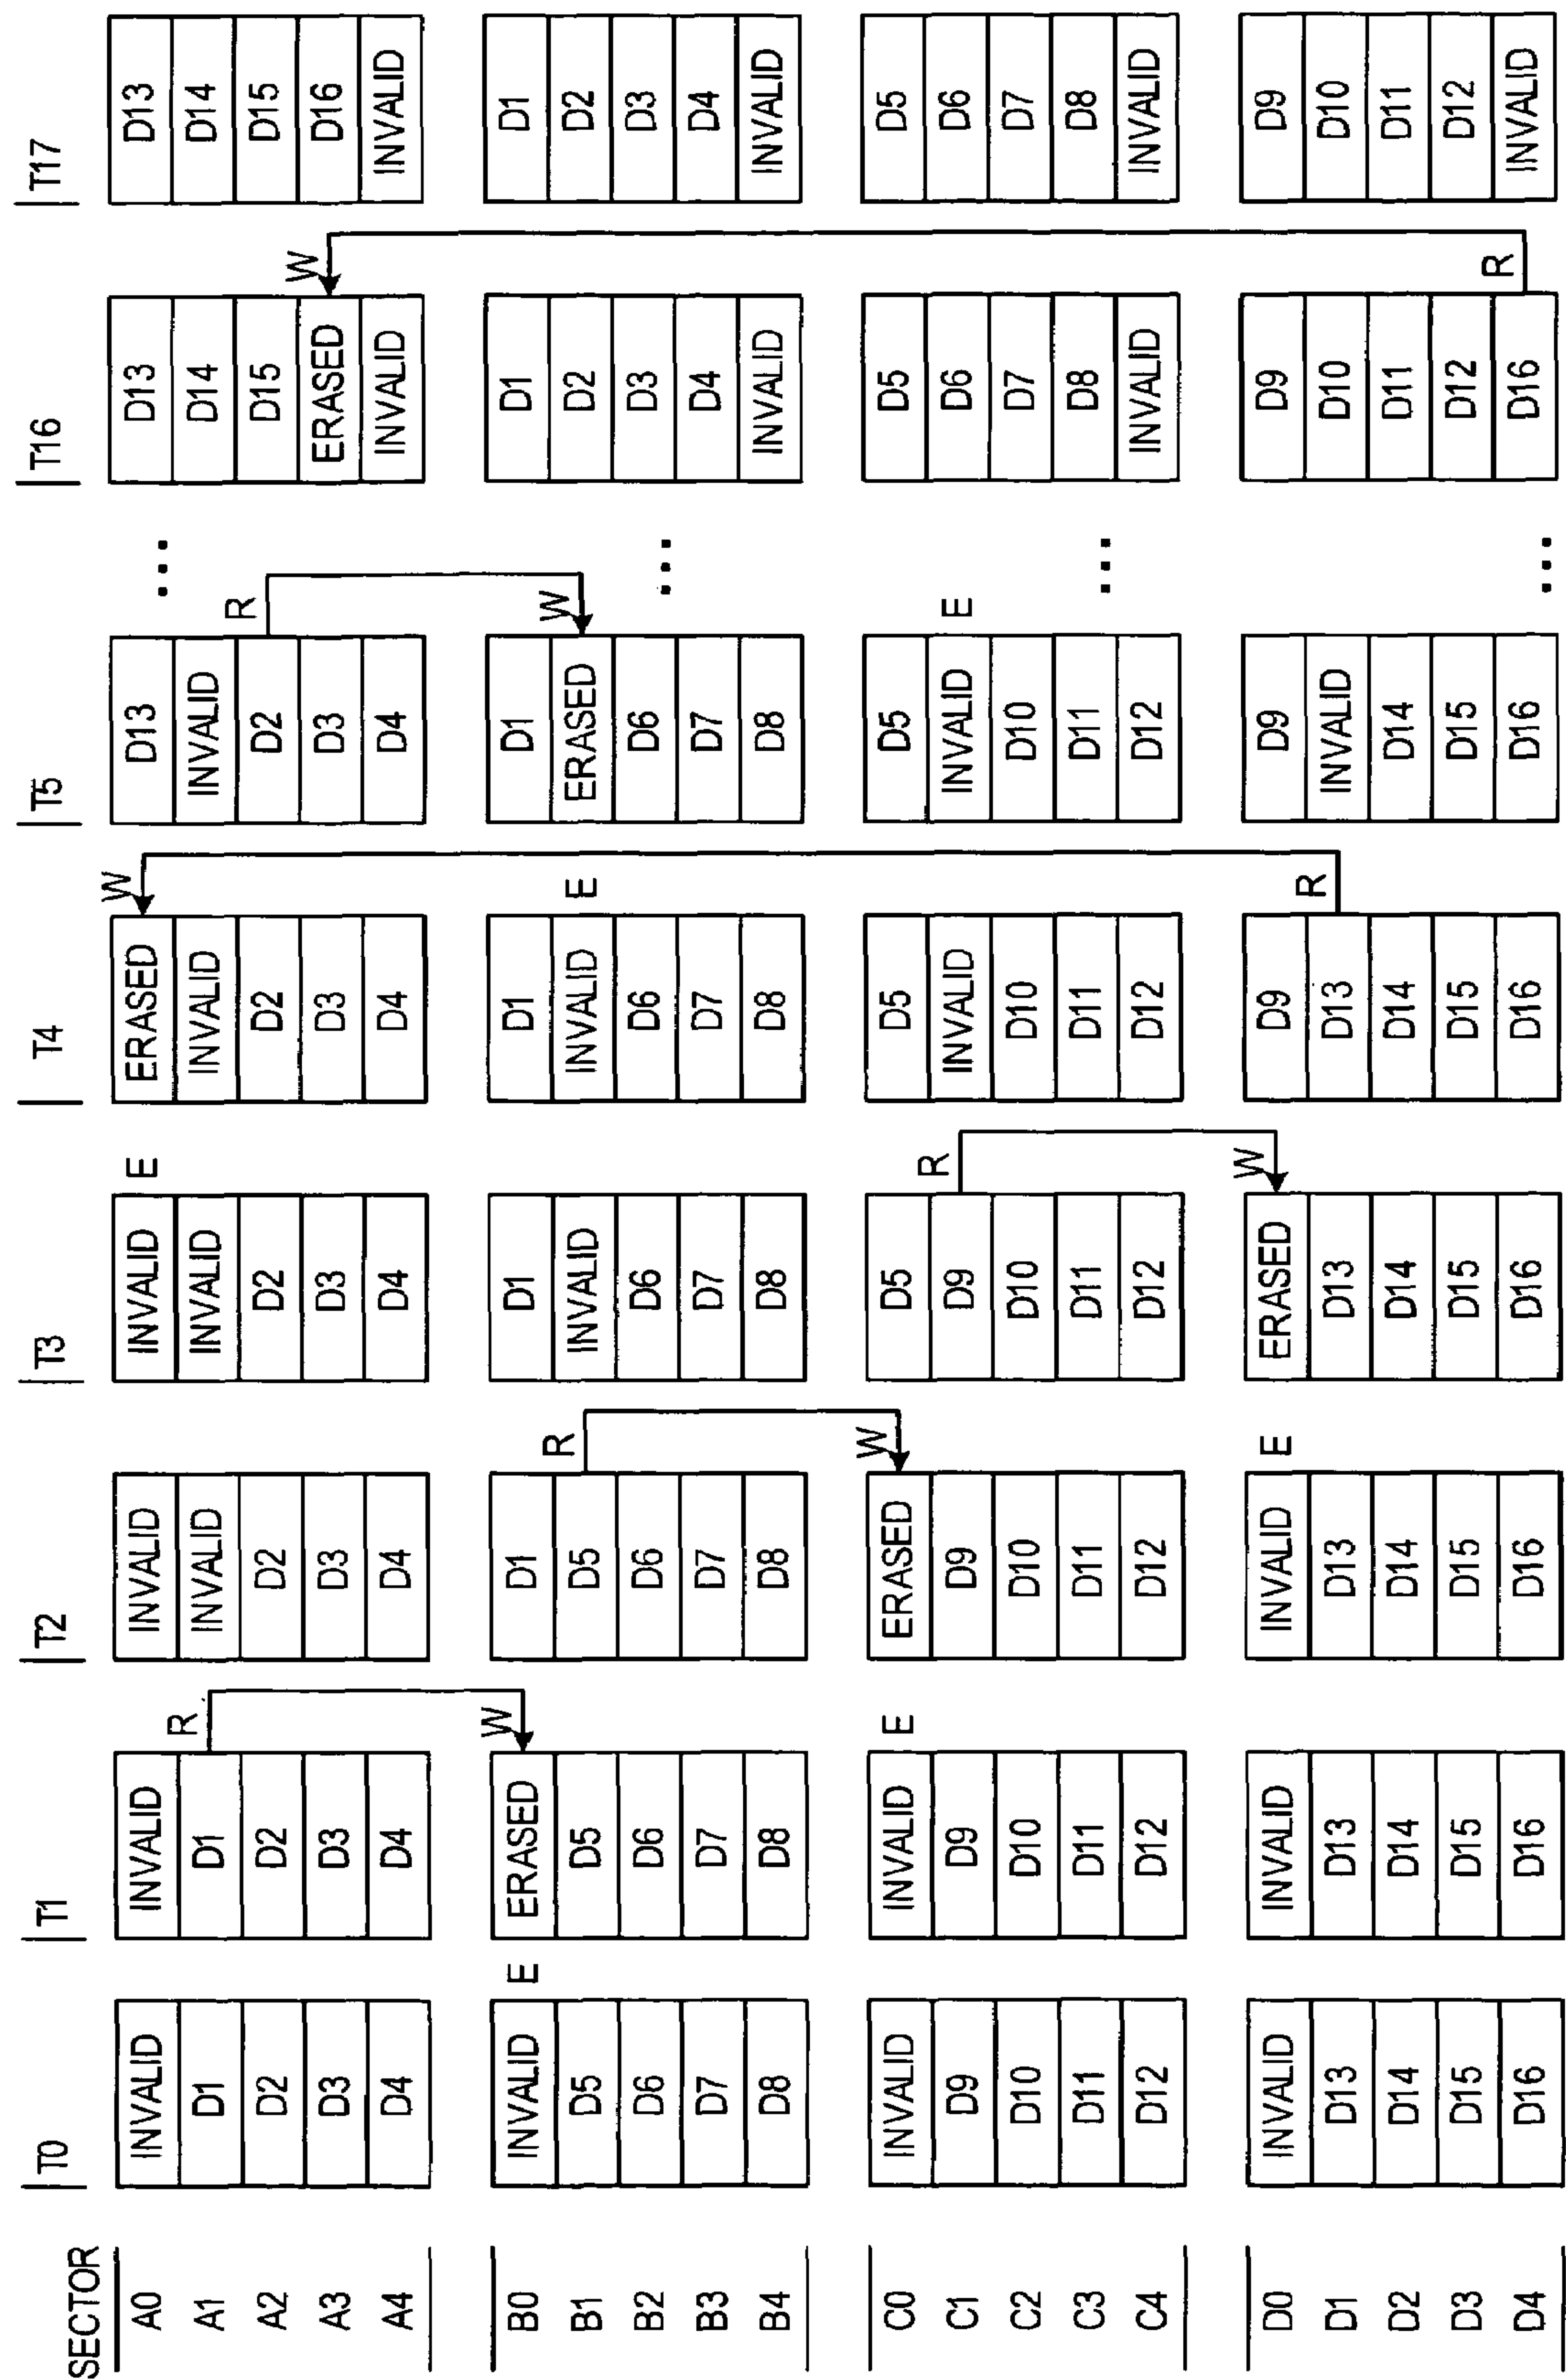 SECTOR T0 T1 T2 T3 T4 T5 T16 T17
A0 INVALID INVALID INVALID INVALID E ERASED W D13 ... D13 D13
A1 D1 D1 R INVALID INVALID INVALID INVALID D14 D14
A2 D2 D2 D2 D2 D2 D2 R D15 D15
A3 D3 D3 D3 D3 D3 D3 ERASED W D16
A4 D4 D4 D4 D4 D4 D4 INVALID INVALID
B0 INVALID E ERASED W D1 D1 D1 D1 D1 D1
B1 D5 D5 D5 R INVALID INVALID E ERASED W D2 D2
B2 D6 D6 D6 D6 D6 D6 ... D3 D3
B3 D7 D7 D7 D7 D7 D7 D4 D4
B4 D8 D8 D8 D8 D8 D8 INVALID INVALID
C0 INVALID INVALID E ERASED W D5 D5 D5 D5 D5
C1 D9 D9 D9 D9 R INVALID INVALID E D6 D6
C2 D10 D10 D10 D10 D10 D10 D7 D7
C3 D11 D11 D11 D11 D11 D11 ... D8 D8
C4 D12 D12 D12 D12 D12 D12 INVALID INVALID
D0 INVALID INVALID INVALID E ERASED W D9 D9 D9 D9
D1 D13 D13 D13 D13 D13 R INVALID D10 D10
D2 D14 D14 D14 D14 D14 D14 D11 D11
D3 D15 D15 D15 D15 D15 D15 D12 D12
D4 D16 D16 D16 D16 D16 D16 ... D16 R INVALID